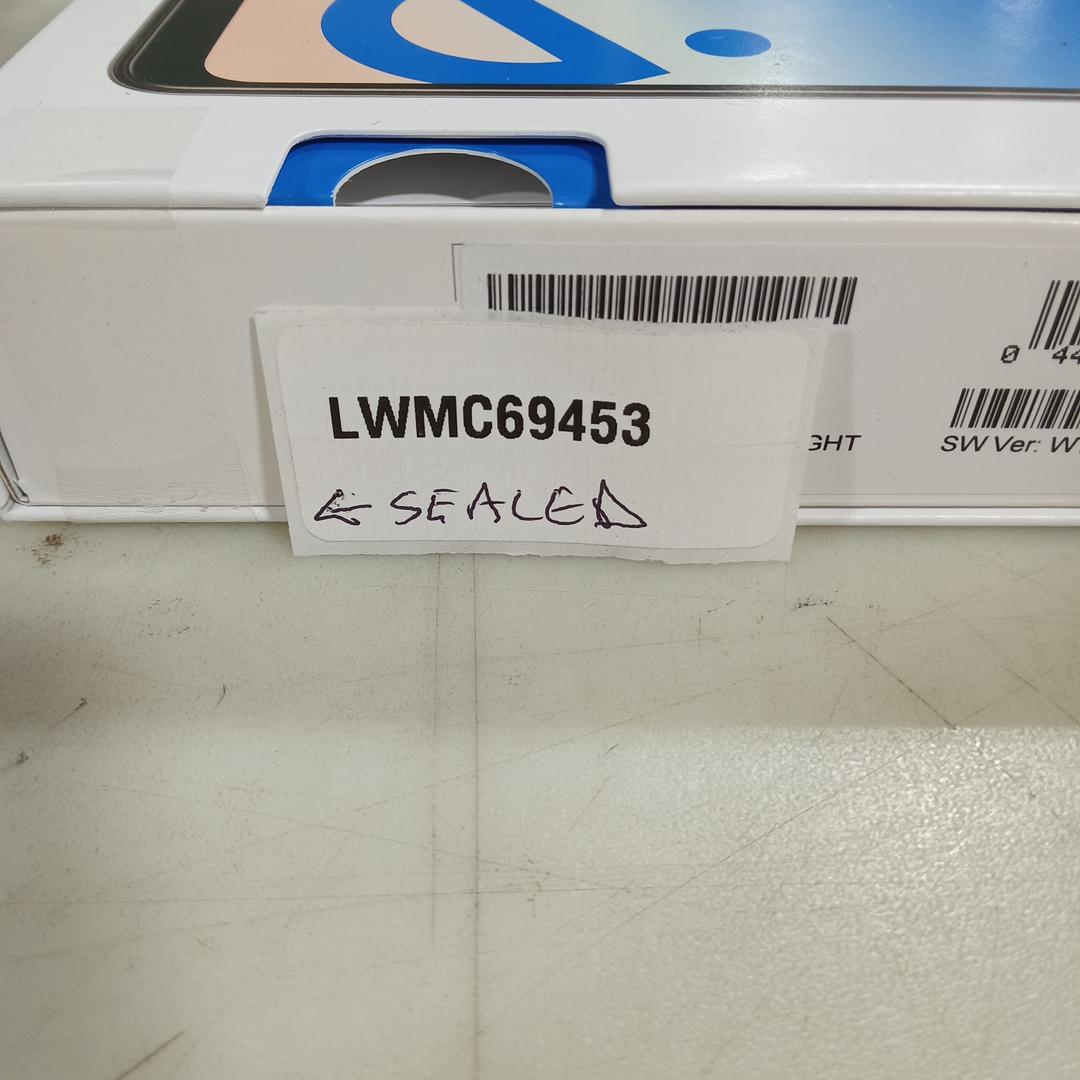 0 44
GHT
SW Ver: W
LWMC69453
← SEALED